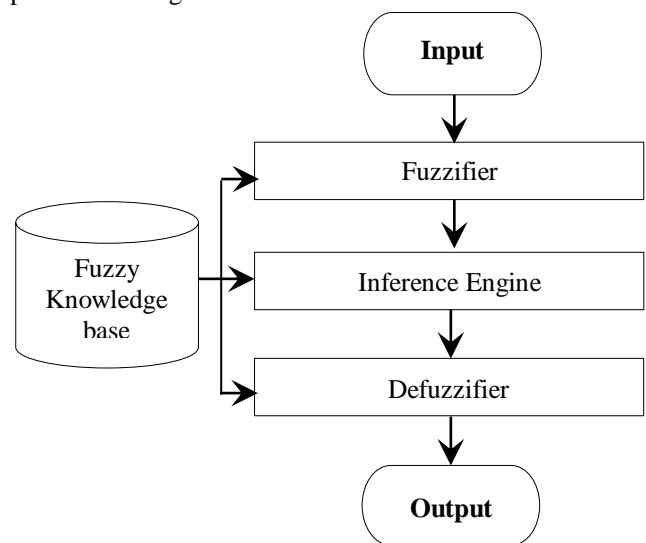 Input
Fuzzifier
Fuzzy
Knowledge
base
Inference Engine
Defuzzifier
Output